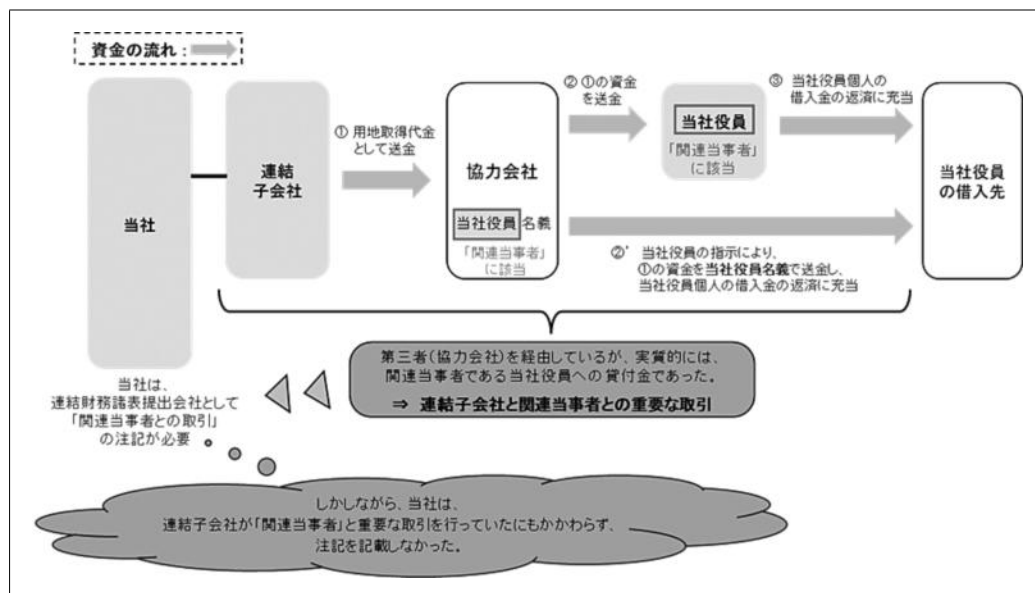 資金の流れ：
当社
連結
子会社
① 用地取得代金
として送金
協力会社
当社役員名義
「関連当事者」
に該当
② ①の資金
を送金
当社役員
「関連当事者」
に該当
③ 当社役員個人の
借入金の返済に充当
②’ 当社役員の指示により、
①の資金を当社役員名義で送金し、
当社役員個人の借入金の返済に充当
当社役員
の借入先
第三者(協力会社)を経由しているが、実質的には、
関連当事者である当社役員への貸付金であった。
⇒ 連結子会社と関連当事者との重要な取引
当社は、
連結財務諸表提出会社として
「関連当事者との取引」
の注記が必要
しかしながら、当社は、
連結子会社が「関連当事者」と重要な取引を行っていたにもかかわらず、
注記を記載しなかった。